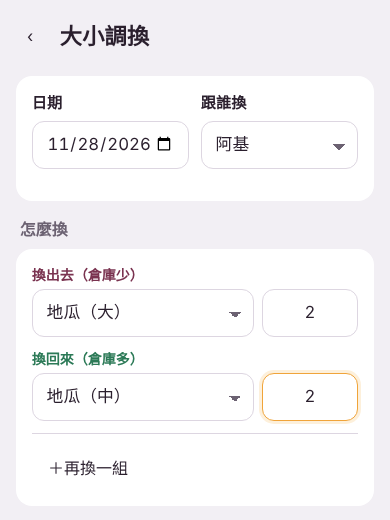 ‹ 大小調換
日期 跟誰換
11/28/2026 阿基
怎麼換
換出去（倉庫少）
地瓜（大） 2
換回來（倉庫多）
地瓜（中） 2
＋再換一組